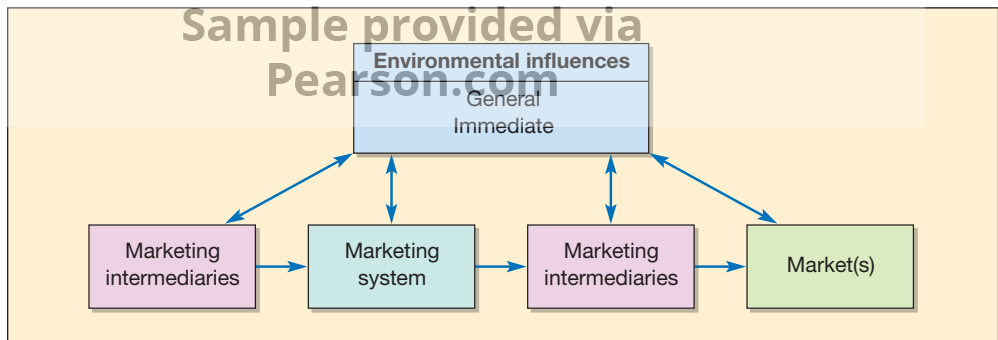 Sample provided via
Pearson.com
Environmental influences
General
Immediate
Marketing
intermediaries
Marketing
system
Marketing
intermediaries
Market(s)